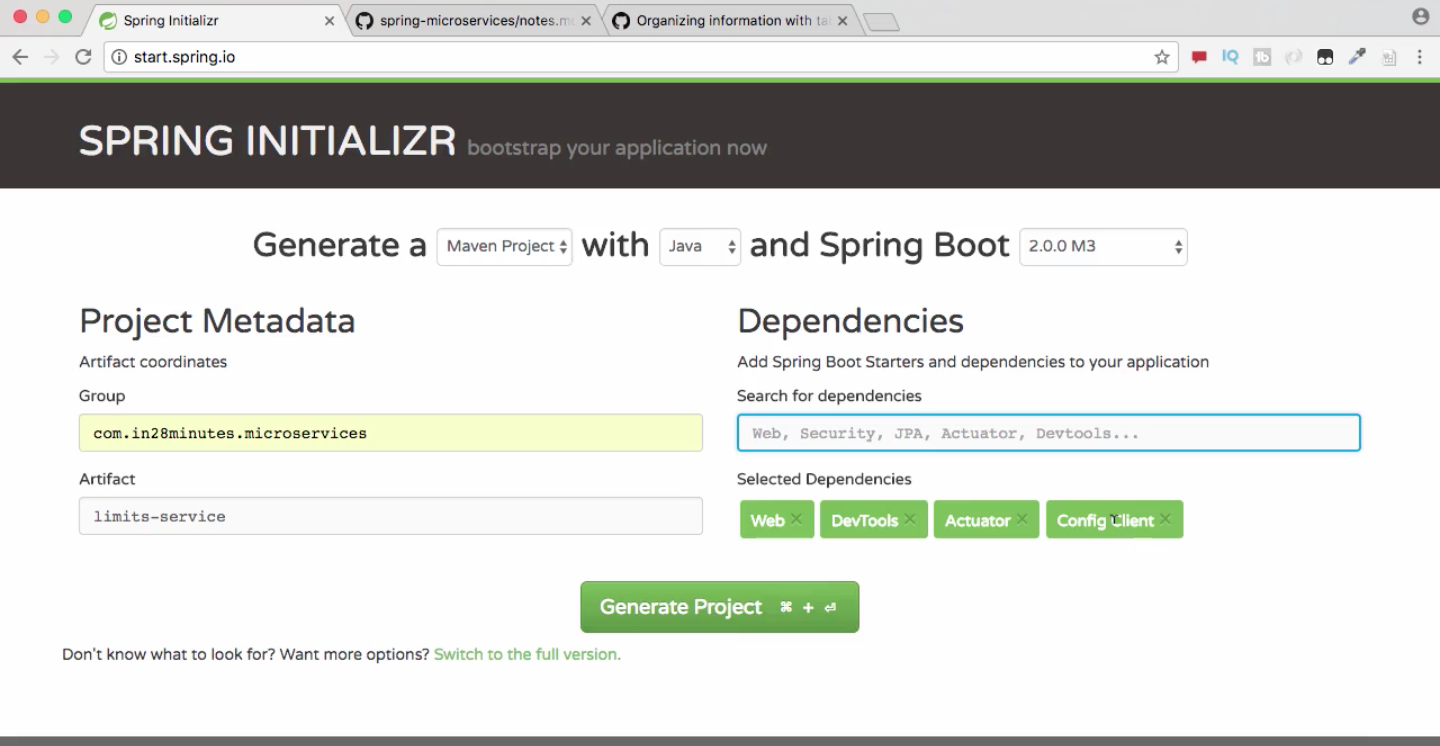 Spring Initializr
spring-microservices/notes.m
Organizing information with ta
start.spring.io
SPRING INITIALIZR bootstrap your application now
Generate a Maven Project with Java and Spring Boot 2.0.0 M3
Project Metadata
Artifact coordinates
Group
com.in28minutes.microservices
Artifact
limits-service
Dependencies
Add Spring Boot Starters and dependencies to your application
Search for dependencies
Web, Security, JPA, Actuator, Devtools...
Selected Dependencies
Web × DevTools × Actuator × Config Client ×
Generate Project ⌘ + ⏎
Don't know what to look for? Want more options? Switch to the full version.